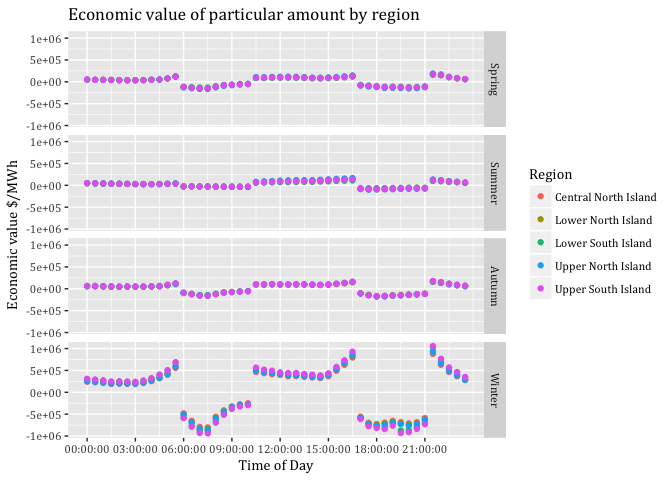 Economic value of particular amount by region
Economic value $/MWh
1e+06
5e+05
0e+00
-5e+05
-1e+06
Spring
1e+06
5e+05
0e+00
-5e+05
-1e+06
Summer
1e+06
5e+05
0e+00
-5e+05
-1e+06
Autumn
1e+06
5e+05
0e+00
-5e+05
-1e+06
Winter
00:00:00 03:00:00 06:00:00 09:00:00 12:00:00 15:00:00 18:00:00 21:00:00
Time of Day
Region
Central North Island
Lower North Island
Lower South Island
Upper North Island
Upper South Island